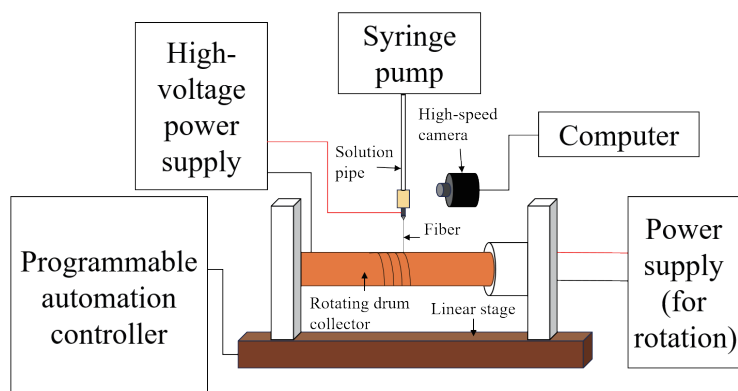 Syringe
pump
High-
voltage
power
supply
High-speed
camera
Computer
Solution
pipe
Fiber
Programmable
automation
controller
Rotating drum
collector
Linear stage
Power
supply
(for
rotation)